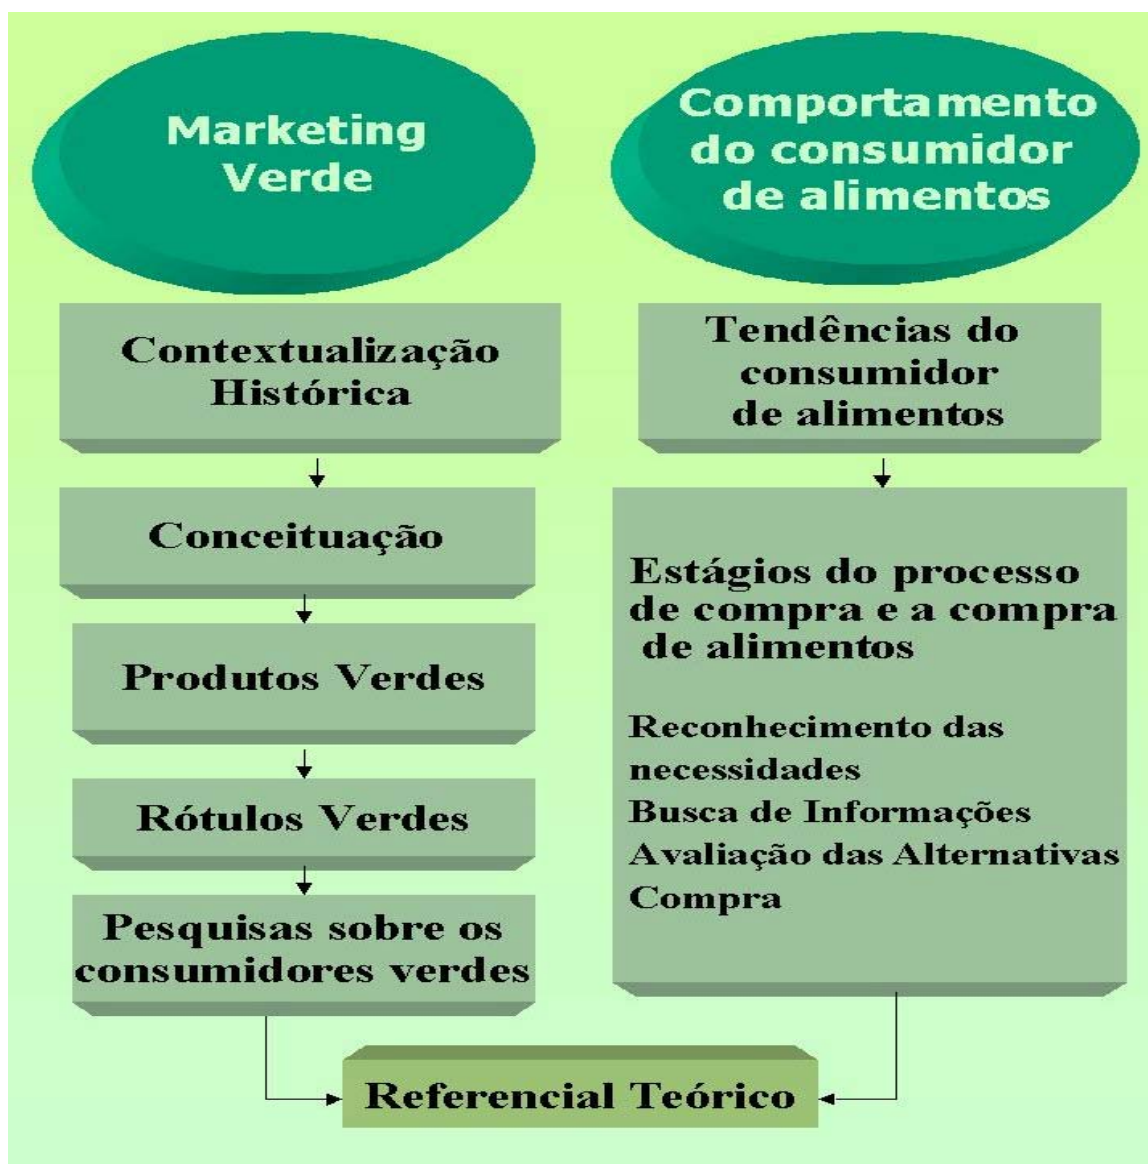 Marketing
Verde
Contextualização
Histórica
Conceituação
Produtos Verdes
Rótulos Verdes
Pesquisas sobre os
consumidores verdes
Comportamento
do consumidor
de alimentos
Tendências do
consumidor
de alimentos
Estágios do processo
de compra e a compra
de alimentos
Reconhecimento das
necessidades
Busca de Informações
Avaliação das Alternativas
Compra
Referencial Teórico